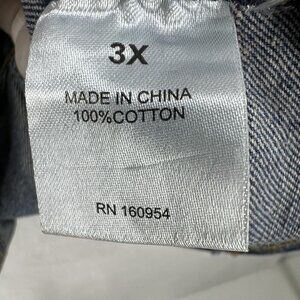 3X
MADE IN CHINA
100%COTTON
RN 160954